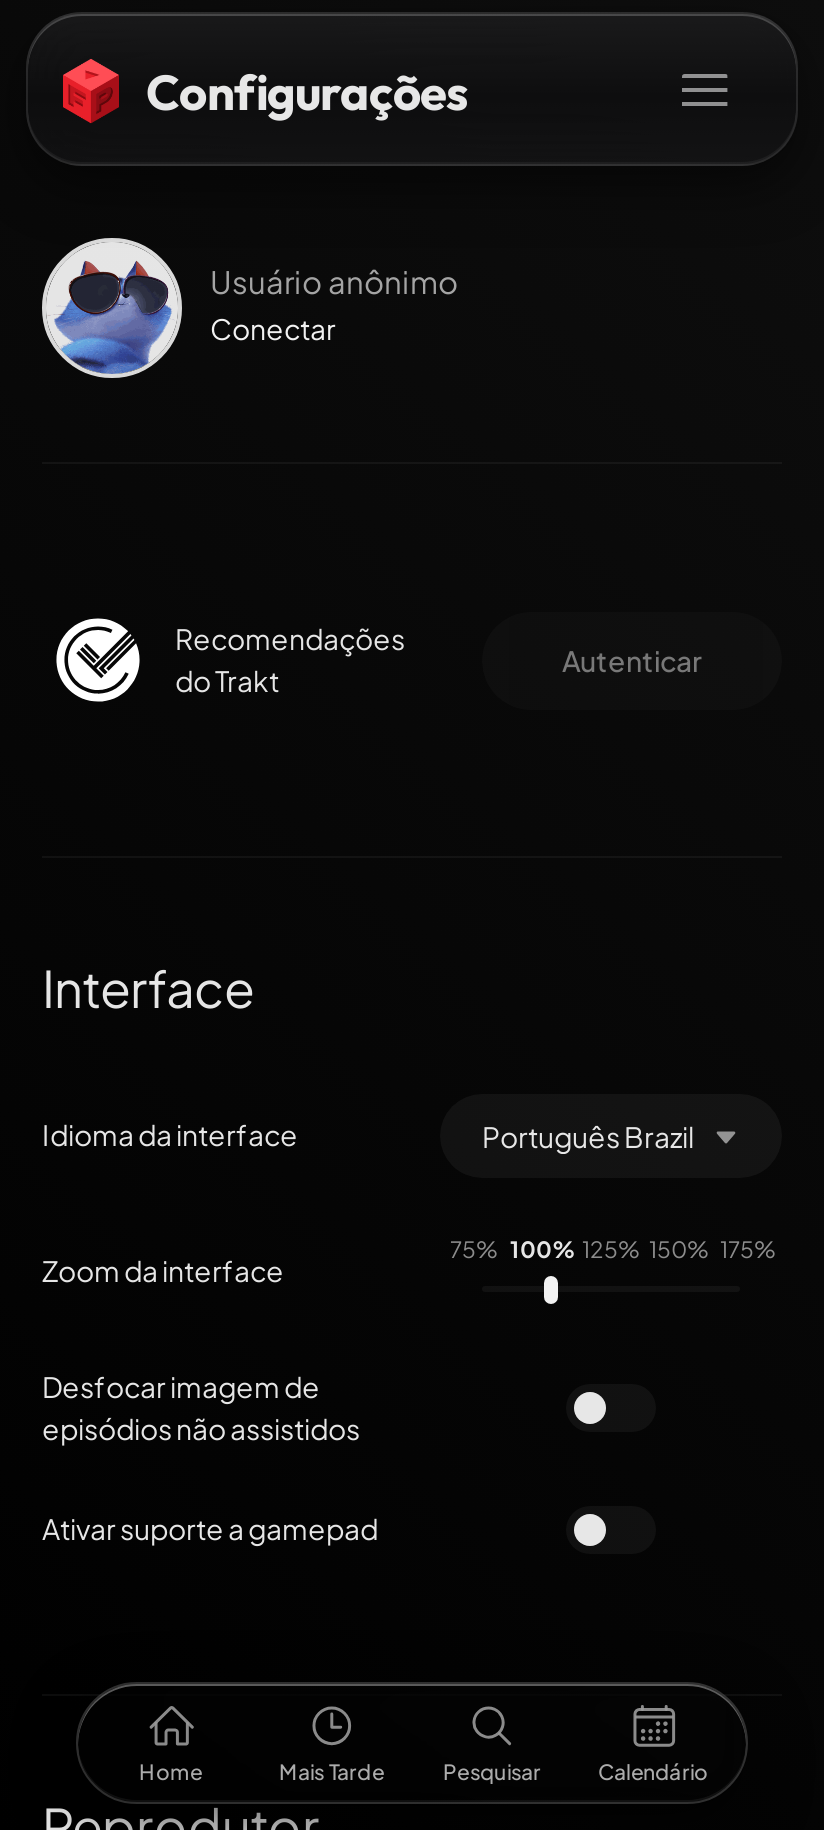 Configurações
Usuário anônimo
Conectar
Recomendações
do Trakt
Autenticar
Interface
Idioma da interface
Português Brazil
75% 100% 125% 150% 175%
Zoom da interface
Desfocar imagem de
episódios não assistidos
Ativar suporte a gamepad
Home Mais Tarde Pesquisar Calendário
Reprodutor